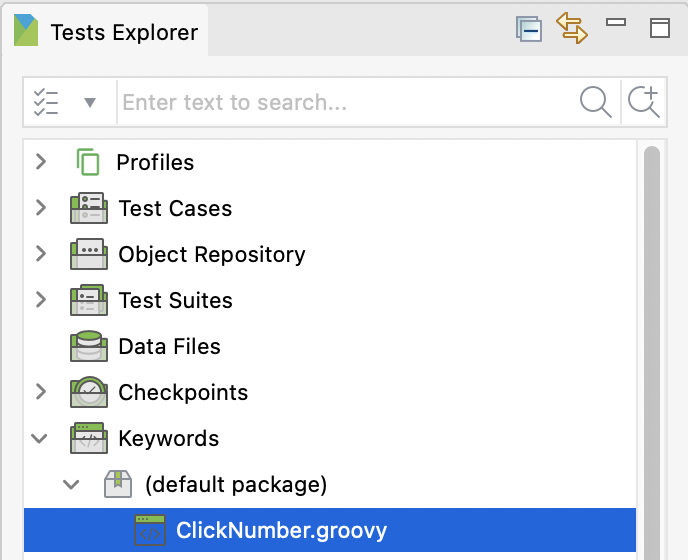 Tests Explorer
Enter text to search...
Profiles
Test Cases
Object Repository
Test Suites
Data Files
Checkpoints
Keywords
(default package)
ClickNumber.groovy